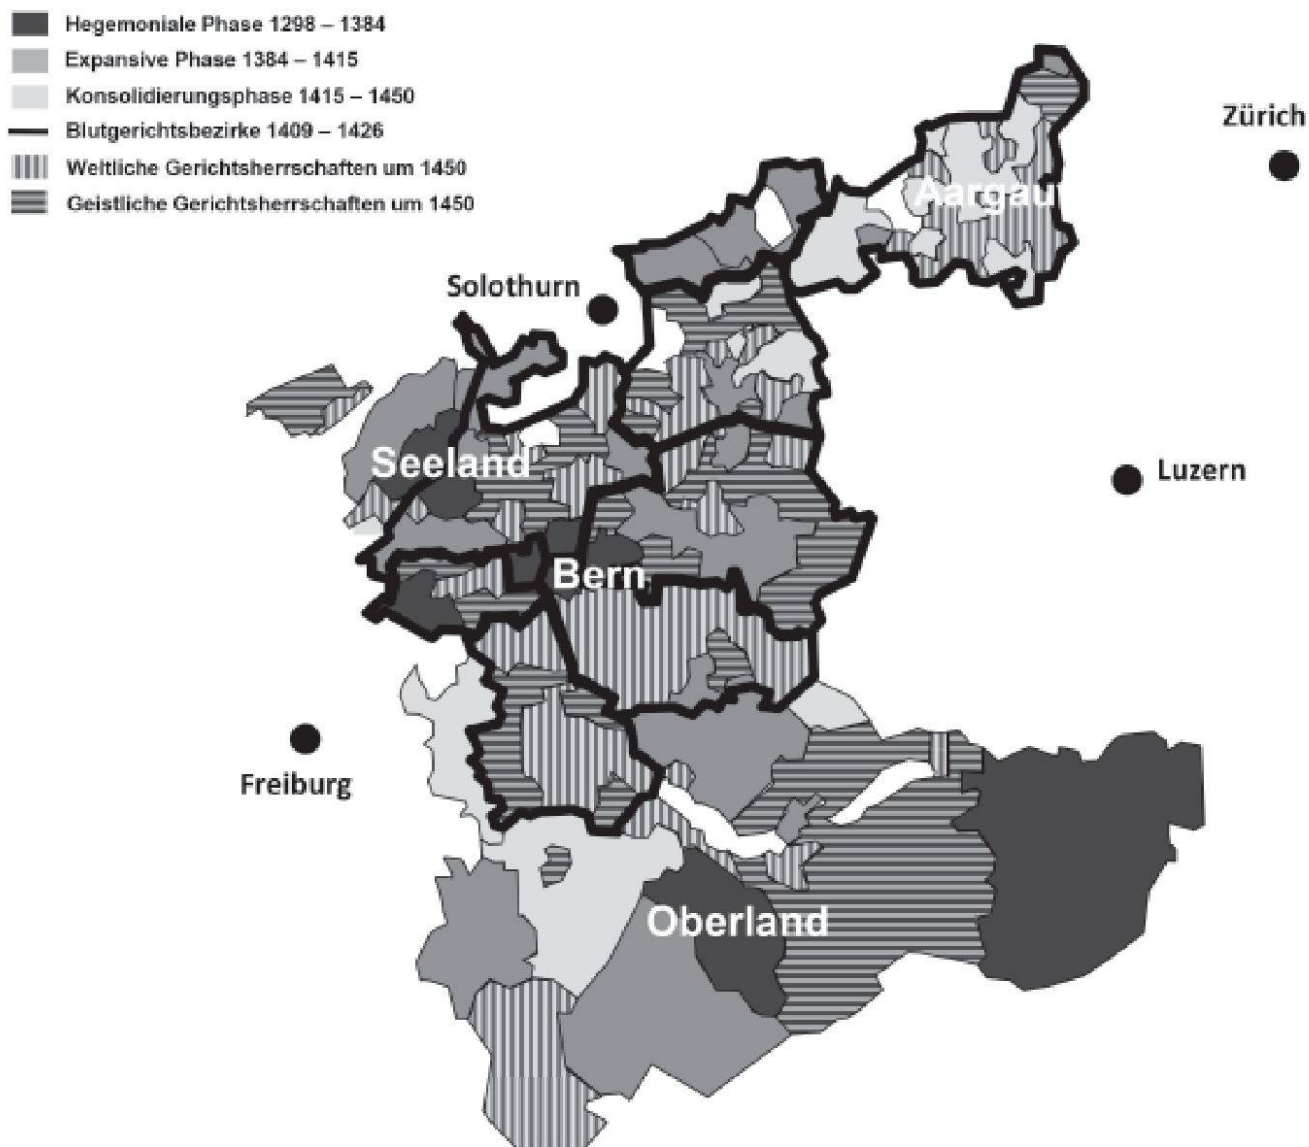 Hegemoniale Phase 1298 – 1384
Expansive Phase 1384 – 1415
Konsolidierungsphase 1415 – 1450
Blutgerichtsbezirke 1409 – 1426
Weltliche Gerichtsherrschaften um 1450
Geistliche Gerichtsherrschaften um 1450
Zürich
Aargau
Solothurn
Seeland
Luzern
Bern
Freiburg
Oberland